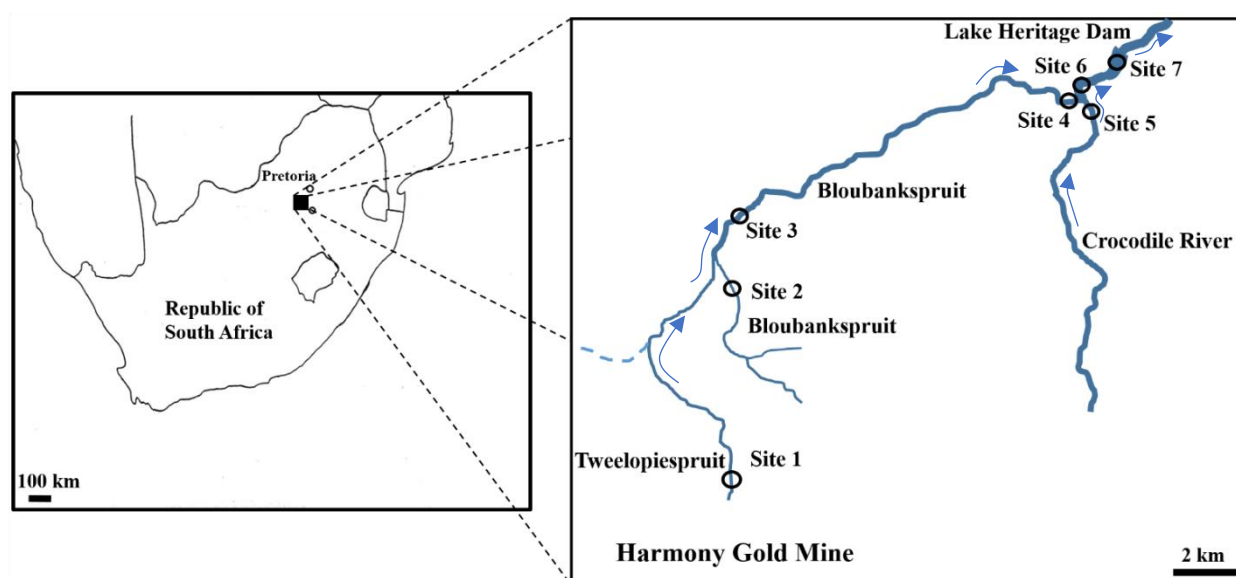 Pretoria
Republic of
South Africa
100 km
Lake Heritage Dam
Site 6
Site 7
Site 4
Site 5
Bloubankspruit
Site 3
Crocodile River
Site 2
Bloubankspruit
Tweelopiespruit
Site 1
Harmony Gold Mine
2 km